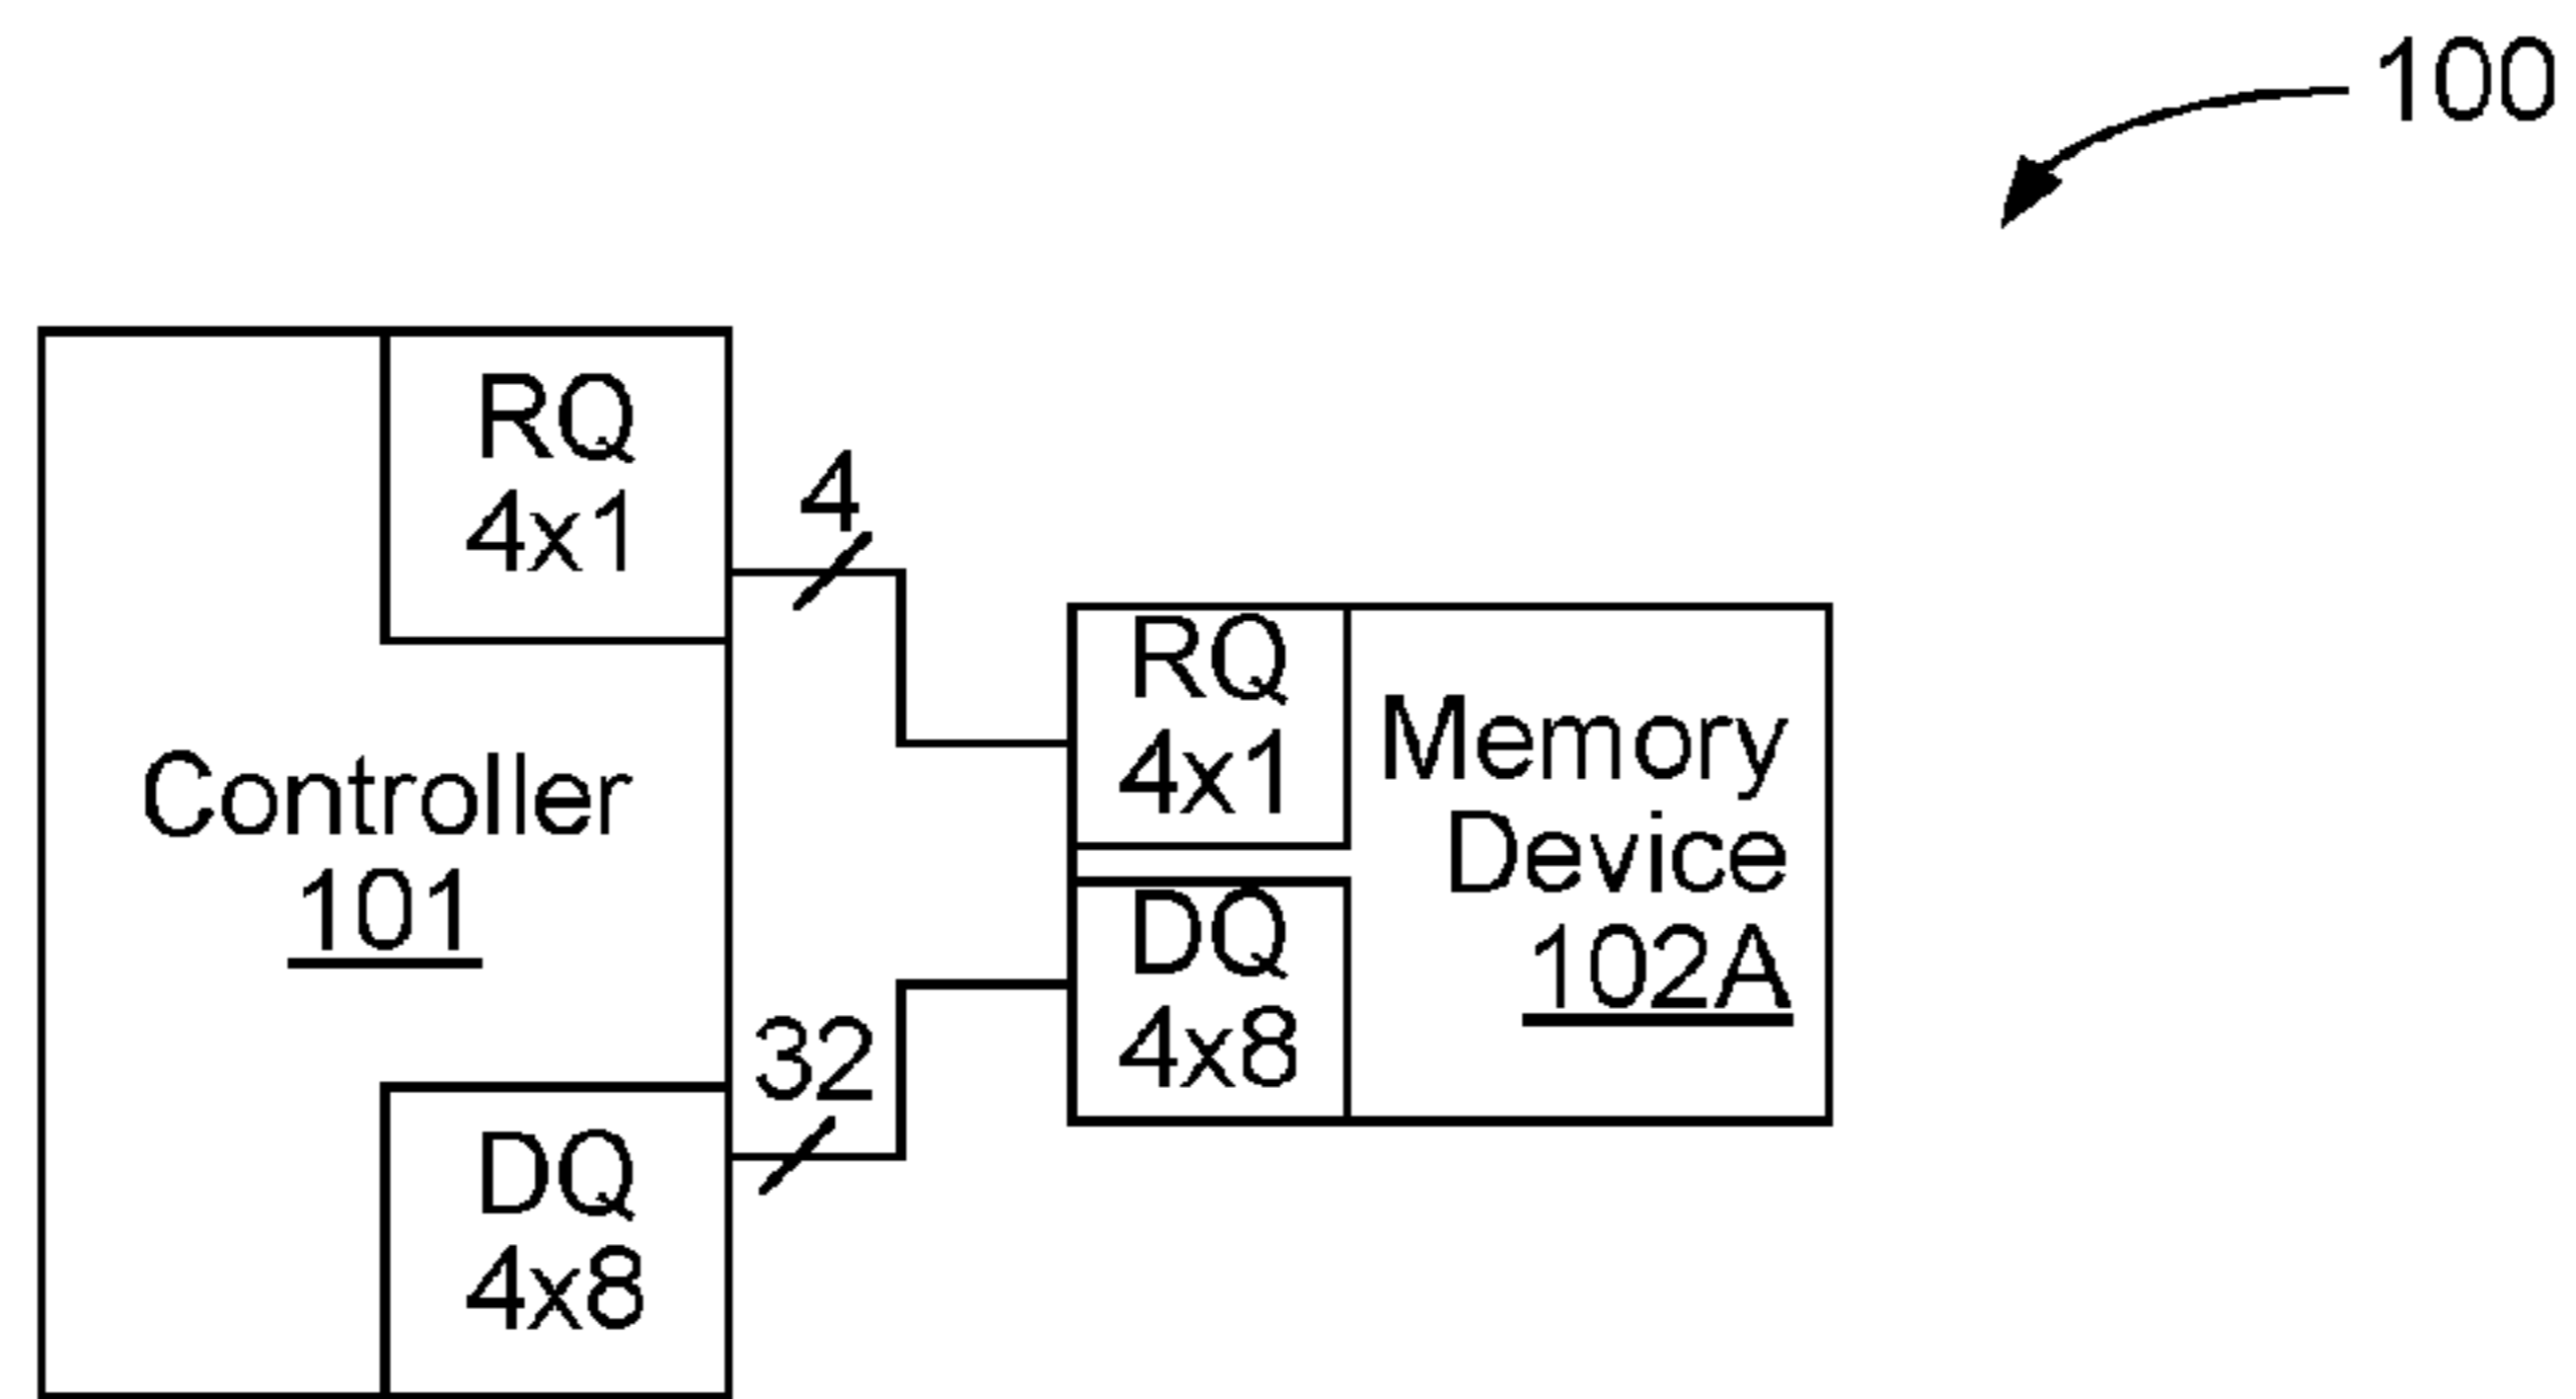 100
RQ
4x1
4
Controller
101
DQ
4x8
32
RQ
4x1
DQ
4x8
Memory
Device
102A